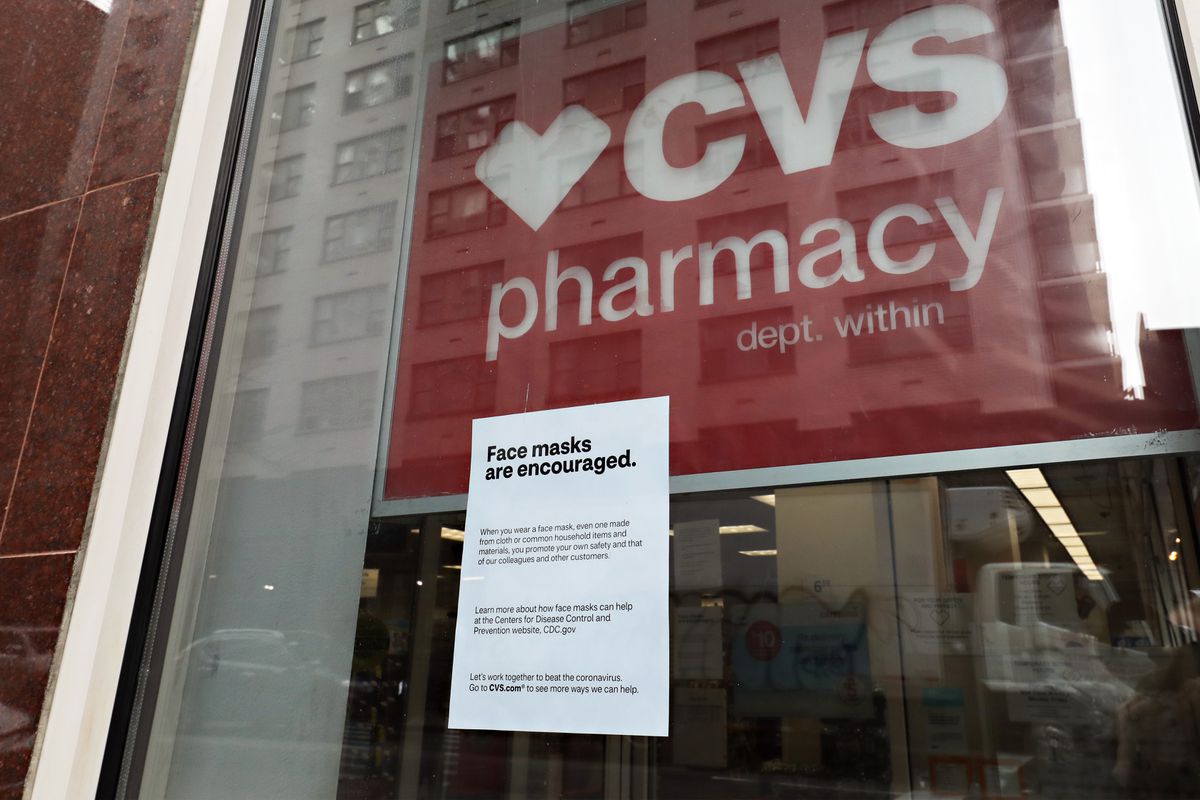 CVS
pharmacy
dept. within
Face masks
are encouraged.
When you wear a face mask, even one made
from cloth or common household items and
materials, you promote your own safety and that
of our colleagues and other customers.
Learn more about how face masks can help
at the Centers for Disease Control and
Prevention website, CDC.gov
Let's work together to beat the coronavirus.
Go to CVS.com® to see more ways we can help.
$10